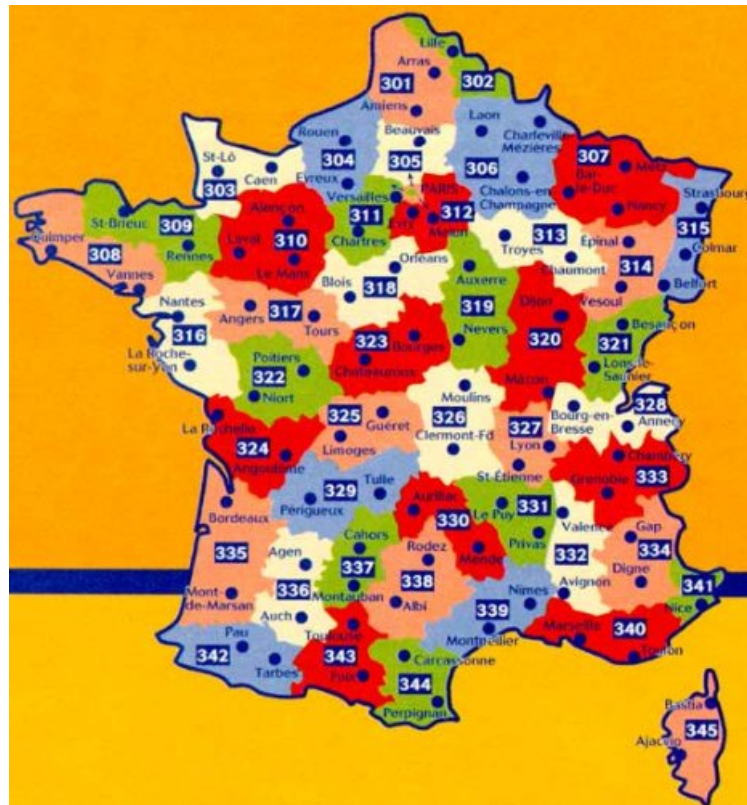 Lille
Arras
301
302
Amiens
Laon
Rouen
Beauvais
Charleville
Mézières
304
305
306
307
St-Lô
Metz
303
Caen
Evreux
Bar-
le-Duc
Versailles
PARIS
Chalons-en
Champagne
Nancy
Strasbourg
St-Brieuc
309
Alençon
311
Evry
312
Melun
313
315
Quimper
308
Rennes
Laval
310
Chartres
Troyes
Epinal
314
Colmar
Le Mans
Orléans
Chaumont
Vannes
Blois
318
Auxerre
Belfort
Vesoul
Nantes
317
319
Dijon
Angers
Tours
Besançon
316
323
Bourges
Nevers
320
321
La Roche-
sur-Yon
Poitiers
Chateauroux
Lons-le-
Saunier
322
Niort
Moulins
Mâcon
328
La Rochelle
325
Guéret
326
327
Bourg-en-
Bresse
Annecy
324
Limoges
Clermont-Fd
Lyon
Angoulême
Chambéry
Tulle
St-Étienne
333
329
Aurillac
Grenoble
Périgueux
Le Puy
331
Bordeaux
330
Valence
Cahors
Rodez
Privas
Gap
335
Agen
Mende
332
334
337
338
Digne
336
Nîmes
Avignon
341
Mont-
de-Marsan
Montauban
Albi
339
Nice
Auch
Toulouse
Marseille
340
Pau
Montpellier
342
343
Carcassonne
Toulon
Tarbes
Foix
344
Perpignan
Bastia
345
Ajaccio